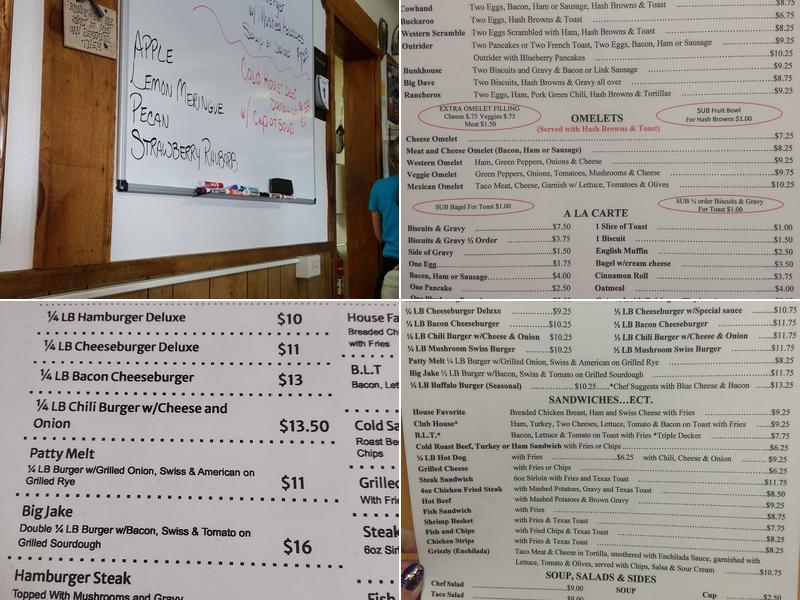 w/ Mashed Potatoes
Soup or Salad
APPLE
LEMON MERINGUE
PECAN
STRAWBERRY RHUBARB
COLD ROAST BEEF
SANDWICH
w/ CUP OF SOUP
Cowhand Two Eggs, Bacon, Ham or Sausage, Hash Browns & Toast $8.75
Buckaroo Two Eggs, Hash Browns & Toast $6.75
Western Scramble Two Eggs Scrambled with Ham, Hash Browns & Toast $8.25
Outrider Two Pancakes or Two French Toast, Two Eggs, Bacon, Ham or Sausage $9.25
Outrider with Blueberry Pancakes $10.25
Bunkhouse Two Biscuits and Gravy & Bacon or Link Sausage $9.25
Big Dave Two Biscuits, Hash Browns & Gravy all over $8.75
Rancheros Two Eggs, Ham, Pork Green Chili, Hash Browns & Tortillas $9.25
EXTRA OMELET FILLING
Cheese $.75 Veggies $.75
Meat $1.50
OMELETS
(Served with Hash Browns & Toast)
SUB Fruit Bowl
For Hash Browns $1.00
Cheese Omelet $7.25
Meat and Cheese Omelet (Bacon, Ham or Sausage) $8.25
Western Omelet Ham, Green Peppers, Onions & Cheese $9.25
Veggie Omelet Green Peppers, Onions, Tomatoes, Mushrooms & Cheese $9.75
Mexican Omelet Taco Meat, Cheese, Garnish w/ Lettuce, Tomatoes & Olives $10.25
SUB Bagel For Toast $1.00
A LA CARTE
SUB ½ order Biscuits & Gravy
For Toast $1.00
Biscuits & Gravy $7.50
Biscuits & Gravy ½ Order $3.75
Side of Gravy $1.50
One Egg $1.75
Bacon, Ham or Sausage $4.00
One Pancake $2.50
1 Slice of Toast $1.00
1 Biscuit $1.50
English Muffin $2.50
Bagel w/cream cheese $3.50
Cinnamon Roll $3.75
Oatmeal $4.00
¼ LB Hamburger Deluxe $10
¼ LB Cheeseburger Deluxe $11
¼ LB Bacon Cheeseburger $13
¼ LB Chili Burger w/Cheese and
Onion $13.50
Patty Melt
¼ LB Burger w/Grilled Onion, Swiss & American on
Grilled Rye $11
Big Jake
Double ¼ LB Burger w/Bacon, Swiss & Tomato on
Grilled Sourdough $16
Hamburger Steak
Topped With Mushrooms and Gravy
House Fa
Breaded Ch
with Fries
B.L.T
Bacon, Let
Cold Sa
Roast Be
Chips
Grilled
With Fri
Steak
6oz Sirl
Fish
¼ LB Cheeseburger Deluxe $9.25
¼ LB Bacon Cheeseburger $10.25
¼ LB Chili Burger w/Cheese & Onion $10.25
¼ LB Mushroom Swiss Burger $10.25
½ LB Cheeseburger w/Special sauce $10.75
½ LB Bacon Cheeseburger $11.75
½ LB Chili Burger w/Cheese & Onion $11.75
½ LB Mushroom Swiss Burger $11.75
Patty Melt ¼ LB Burger w/Grilled Onion, Swiss & American on Grilled Rye $8.25
Big Jake ½ LB Burger w/Bacon, Swiss & Tomato on Grilled Sourdough $11.75
½ LB Buffalo Burger (Seasonal) $10.25 *Chef Suggests with Blue Cheese & Bacon $13.25
SANDWICHES...ECT.
House Favorite Breaded Chicken Breast, Ham and Swiss Cheese with Fries $9.25
Club House* Ham, Turkey, Two Cheeses, Lettuce, Tomato & Bacon on Toast with Fries $9.25
B.L.T.* Bacon, Lettuce & Tomato on Toast with Fries *Triple Decker $7.75
Cold Roast Beef, Turkey or Ham Sandwich with Fries or Chips $6.25
¼ LB Hot Dog with Fries $6.25 with Chili, Cheese & Onion $9.25
Grilled Cheese with Fries or Chips $6.25
Steak Sandwich 6oz Sirloin with Fries and Texas Toast $11.75
4oz Chicken Fried Steak with Mashed Potatoes, Gravy and Texas Toast $8.50
Hot Beef with Mashed Potatoes & Brown Gravy $9.25
Fish Sandwich with Fries $8.75
Shrimp Basket with Fries & Texas Toast $7.75
Fish and Chips with Fried Chips & Texas Toast $8.25
Chicken Strips with Fries & Texas Toast $8.25
Grizzly (Enchilada) Taco Meat & Cheese in Tortilla, smothered with Enchilada Sauce, garnished with
Lettuce, Tomato & Olives, served with Chips, Salsa & Sour Cream $10.75
SOUP, SALADS & SIDES
Chef Salad $9.00
Taco Salad $9.00
SOUP
Cup $2.50